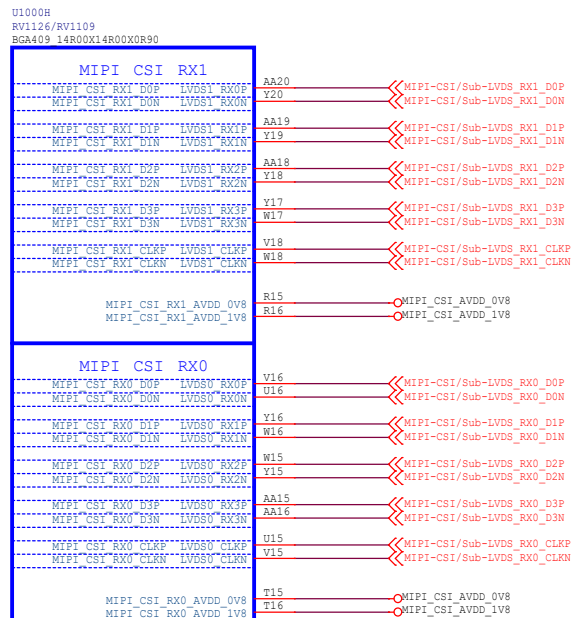 U1000H
RV1126/RV1109
BGA409_14R00X14R00X0R90
MIPI CSI RX1
MIPI_CSI_RX1_D0P LVDS1_RX0P AA20 MIPI-CSI/Sub-LVDS_RX1_D0P
MIPI_CSI_RX1_D0N LVDS1_RX0N Y20 MIPI-CSI/Sub-LVDS_RX1_D0N
MIPI_CSI_RX1_D1P LVDS1_RX1P AA19 MIPI-CSI/Sub-LVDS_RX1_D1P
MIPI_CSI_RX1_D1N LVDS1_RX1N Y19 MIPI-CSI/Sub-LVDS_RX1_D1N
MIPI_CSI_RX1_D2P LVDS1_RX2P AA18 MIPI-CSI/Sub-LVDS_RX1_D2P
MIPI_CSI_RX1_D2N LVDS1_RX2N Y18 MIPI-CSI/Sub-LVDS_RX1_D2N
MIPI_CSI_RX1_D3P LVDS1_RX3P Y17 MIPI-CSI/Sub-LVDS_RX1_D3P
MIPI_CSI_RX1_D3N LVDS1_RX3N W17 MIPI-CSI/Sub-LVDS_RX1_D3N
MIPI_CSI_RX1_CLKP LVDS1_CLKP V18 MIPI-CSI/Sub-LVDS_RX1_CLKP
MIPI_CSI_RX1_CLKN LVDS1_CLKN W18 MIPI-CSI/Sub-LVDS_RX1_CLKN
MIPI_CSI_RX1_AVDD_0V8 R15 MIPI_CSI_AVDD_0V8
MIPI_CSI_RX1_AVDD_1V8 R16 MIPI_CSI_AVDD_1V8
MIPI CSI RX0
MIPI_CSI_RX0_D0P LVDS0_RX0P V16 MIPI-CSI/Sub-LVDS_RX0_D0P
MIPI_CSI_RX0_D0N LVDS0_RX0N U16 MIPI-CSI/Sub-LVDS_RX0_D0N
MIPI_CSI_RX0_D1P LVDS0_RX1P Y16 MIPI-CSI/Sub-LVDS_RX0_D1P
MIPI_CSI_RX0_D1N LVDS0_RX1N W16 MIPI-CSI/Sub-LVDS_RX0_D1N
MIPI_CSI_RX0_D2P LVDS0_RX2P W15 MIPI-CSI/Sub-LVDS_RX0_D2P
MIPI_CSI_RX0_D2N LVDS0_RX2N Y15 MIPI-CSI/Sub-LVDS_RX0_D2N
MIPI_CSI_RX0_D3P LVDS0_RX3P AA15 MIPI-CSI/Sub-LVDS_RX0_D3P
MIPI_CSI_RX0_D3N LVDS0_RX3N AA16 MIPI-CSI/Sub-LVDS_RX0_D3N
MIPI_CSI_RX0_CLKP LVDS0_CLKP U15 MIPI-CSI/Sub-LVDS_RX0_CLKP
MIPI_CSI_RX0_CLKN LVDS0_CLKN V15 MIPI-CSI/Sub-LVDS_RX0_CLKN
MIPI_CSI_RX0_AVDD_0V8 T15 MIPI_CSI_AVDD_0V8
MIPI_CSI_RX0_AVDD_1V8 T16 MIPI_CSI_AVDD_1V8